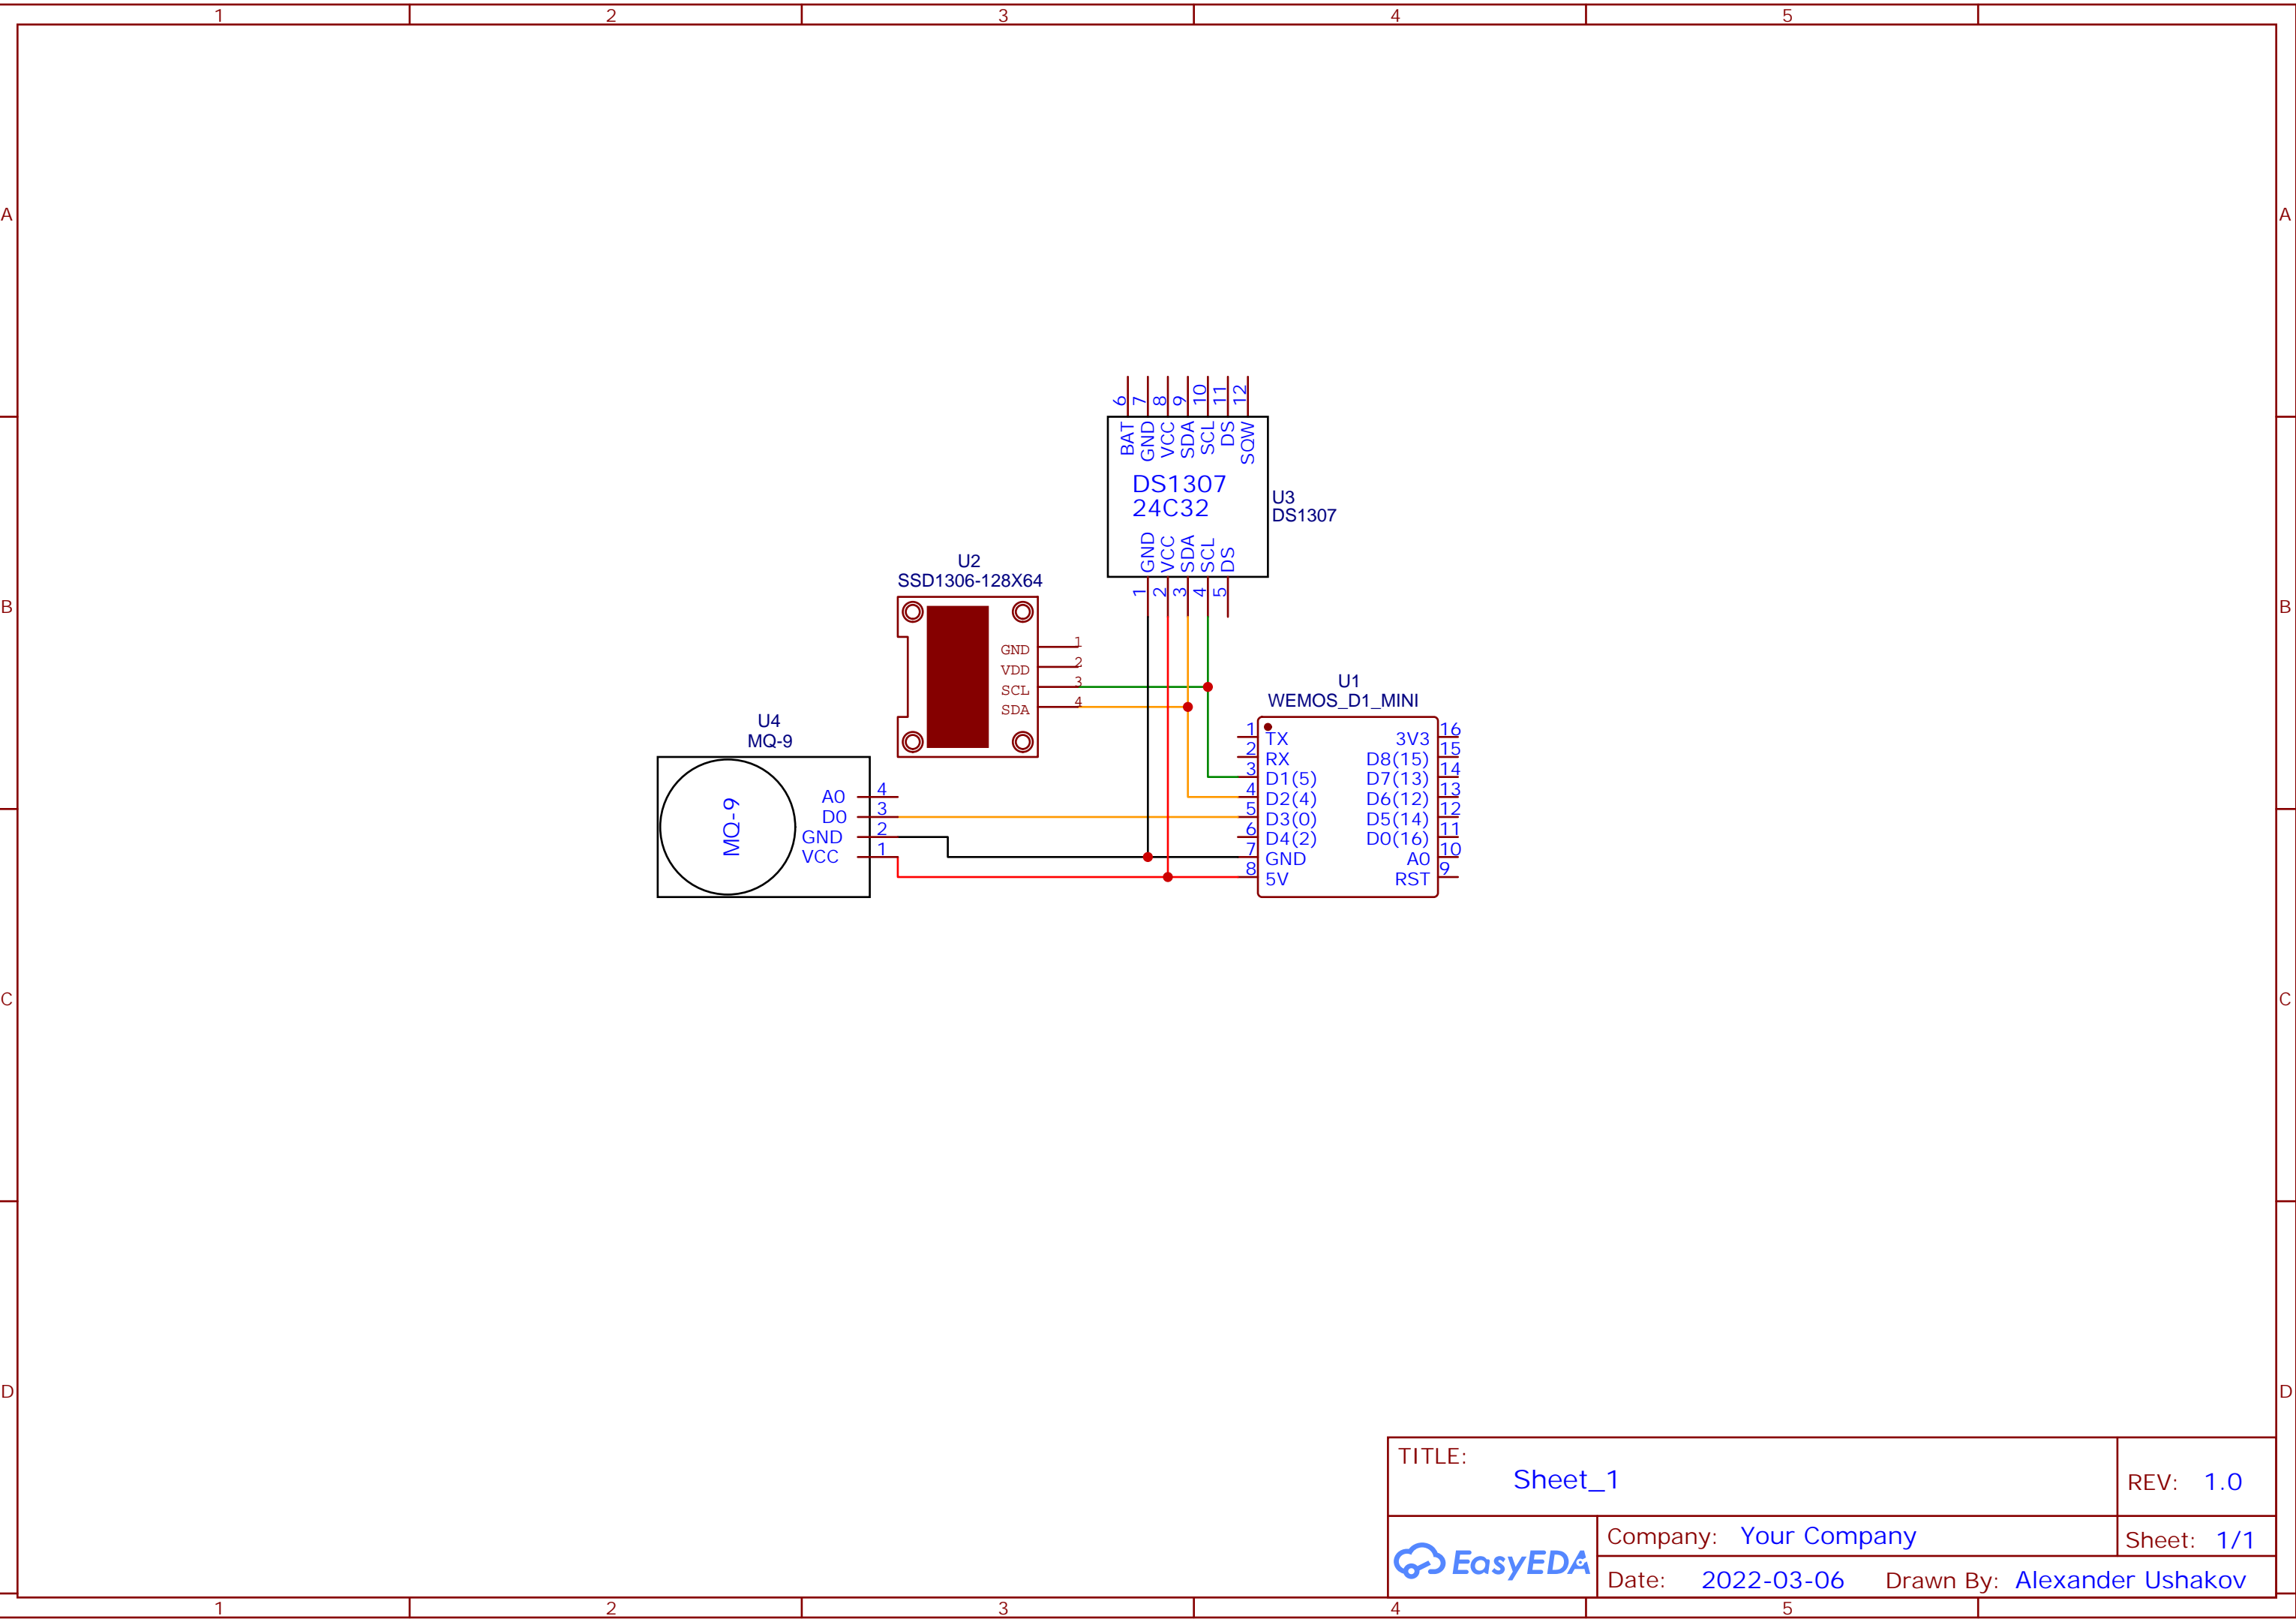 1 2 3 4 5
A A
6 7 8 9 10 11 12
BAT GND VCC SDA SCL DS SQW
DS1307
24C32
U3
DS1307
GND VCC SDA SCL DS
1 2 3 4 5
B B
U2
SSD1306-128X64
GND 1
VDD 2
SCL 3
SDA 4
U4
MQ-9
MQ-9
A0 4
D0 3
GND 2
VCC 1
U1
WEMOS_D1_MINI
1 TX 3V3 16
2 RX D8(15) 15
3 D1(5) D7(13) 14
4 D2(4) D6(12) 13
5 D3(0) D5(14) 12
6 D4(2) D0(16) 11
7 GND A0 10
8 5V RST 9
C C
D D
TITLE:
Sheet_1
REV: 1.0
EasyEDA
Company: Your Company
Sheet: 1/1
Date: 2022-03-06 Drawn By: Alexander Ushakov
1 2 3 4 5